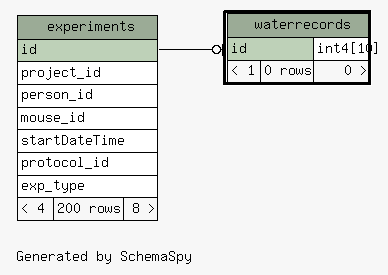 experiments
id
project_id
person_id
mouse_id
startDateTime
protocol_id
exp_type
< 4 200 rows 8 >
waterrecords
id int4[10]
< 1 0 rows 0 >
Generated by SchemaSpy